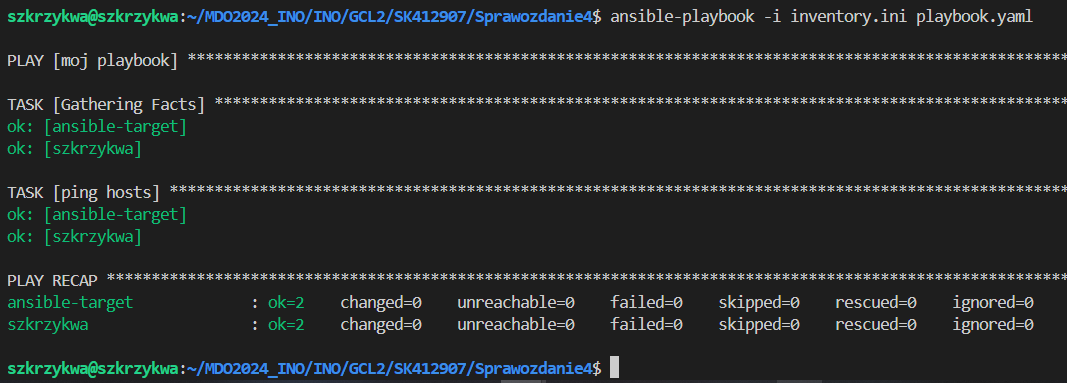 szkrzykwa@szkrzykwa:~/MDO2024_INO/INO/GCL2/SK412907/Sprawozdanie4$ ansible-playbook -i inventory.ini playbook.yaml
PLAY [moj playbook] *************************************************************************************************
TASK [Gathering Facts] **********************************************************************************************
ok: [ansible-target]
ok: [szkrzykwa]
TASK [ping hosts] ***************************************************************************************************
ok: [ansible-target]
ok: [szkrzykwa]
PLAY RECAP **********************************************************************************************************
ansible-target             : ok=2    changed=0    unreachable=0    failed=0    skipped=0    rescued=0    ignored=0
szkrzykwa                  : ok=2    changed=0    unreachable=0    failed=0    skipped=0    rescued=0    ignored=0
szkrzykwa@szkrzykwa:~/MDO2024_INO/INO/GCL2/SK412907/Sprawozdanie4$